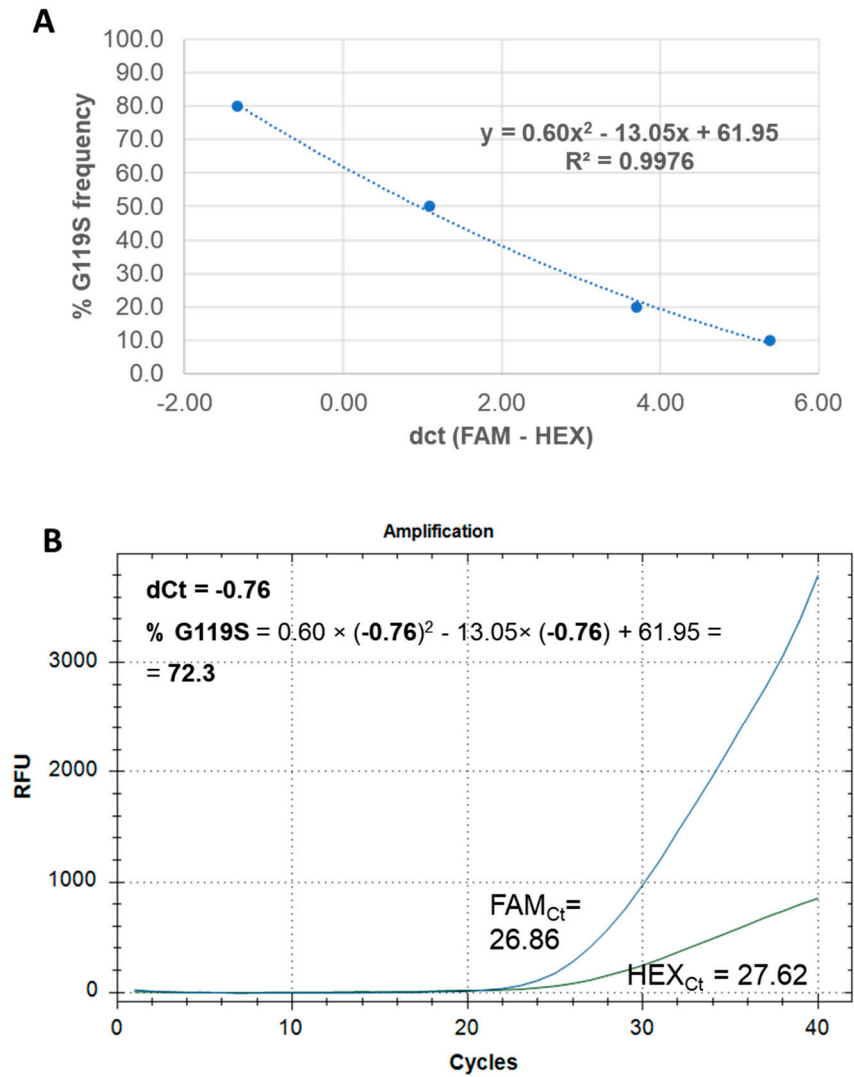 A
100.0
90.0
80.0
70.0
60.0
50.0
40.0
30.0
20.0
10.0
0.0
% G119S frequency
y = 0.60x² - 13.05x + 61.95
R² = 0.9976
-2.00 0.00 2.00 4.00 6.00
dct (FAM - HEX)
B
Amplification
dCt = -0.76
% G119S = 0.60 × (-0.76)² - 13.05× (-0.76) + 61.95 =
= 72.3
3000
2000
1000
0
RFU
FAMCt=
26.86
HEXCt = 27.62
0 10 20 30 40
Cycles